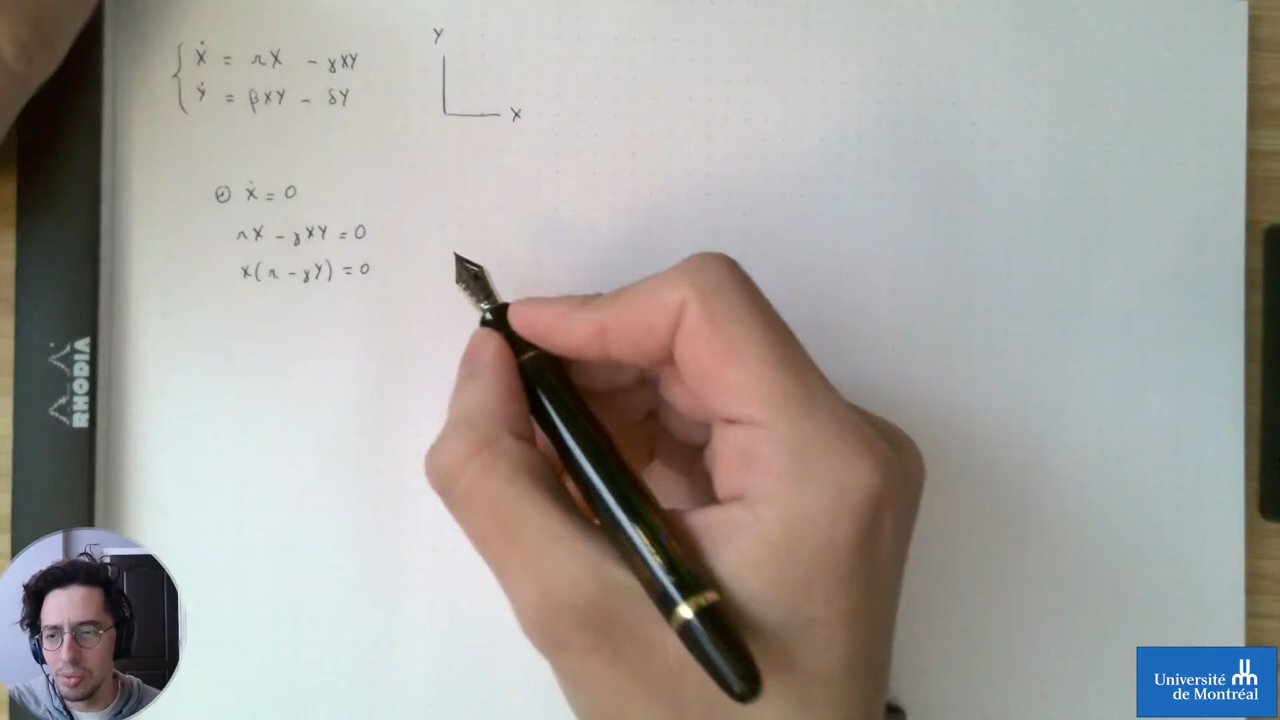 Ẋ = rX - γXY
Ẏ = βXY - δY
Y
X
Ẋ = 0
rX - γXY = 0
X(r - γY) = 0
RHODIA
Université
de Montréal